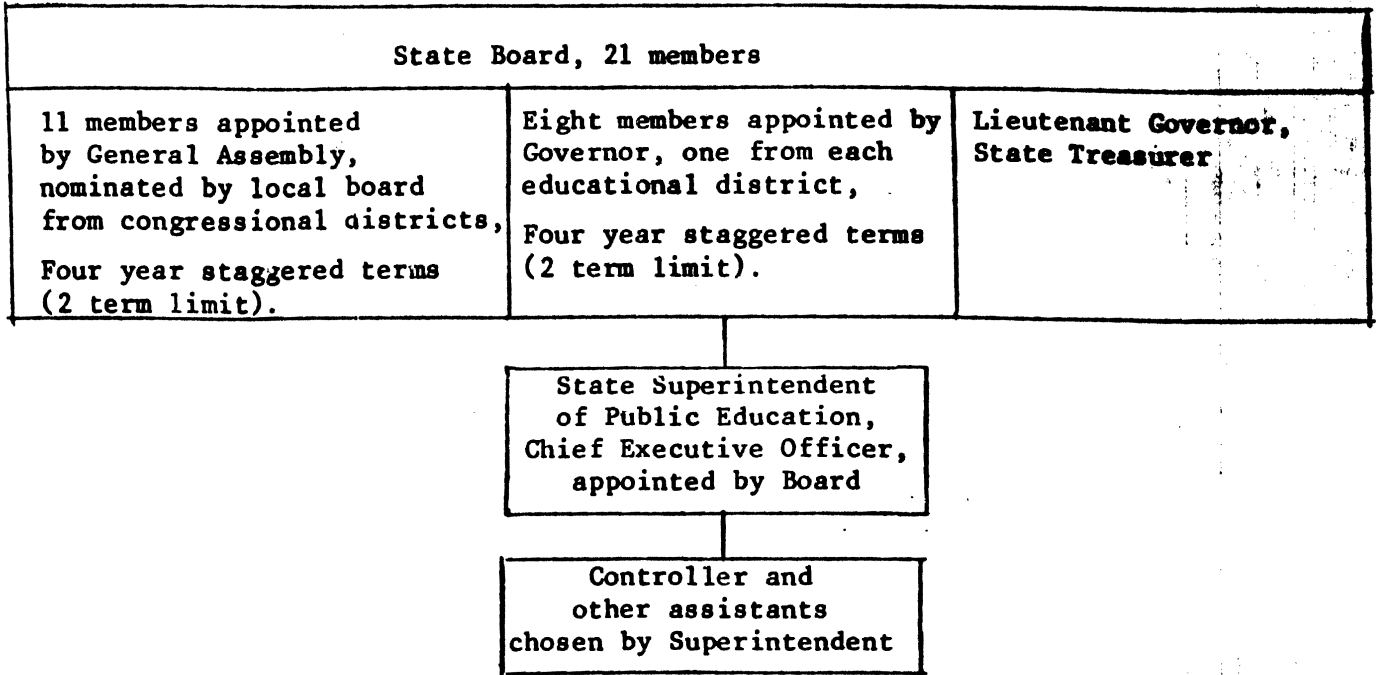 State Board, 21 members
11 members appointed
by General Assembly,
nominated by local board
from congressional districts,
Four year staggered terms
(2 term limit).
Eight members appointed by
Governor, one from each
educational district,
Four year staggered terms
(2 term limit).
Lieutenant Governor,
State Treasurer
State Superintendent
of Public Education,
Chief Executive Officer,
appointed by Board
Controller and
other assistants
chosen by Superintendent